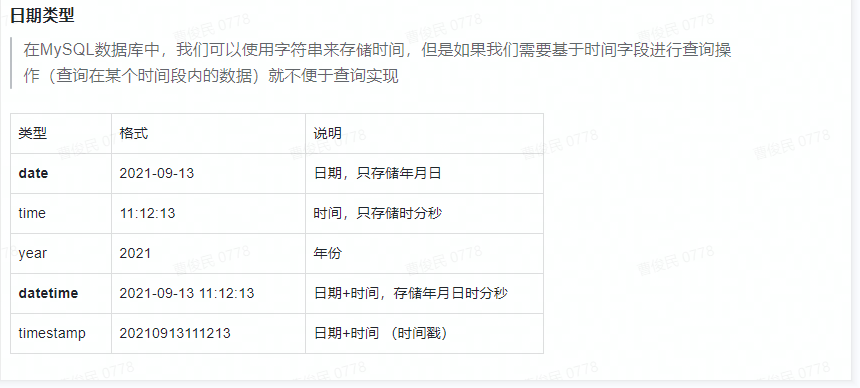 日期类型
在MySQL数据库中，我们可以使用字符串来存储时间，但是如果我们需要基于时间字段进行查询操
作（查询在某个时间段内的数据）就不便于查询实现
类型 格式 说明
date 2021-09-13 日期，只存储年月日
time 11:12:13 时间，只存储时分秒
year 2021 年份
datetime 2021-09-13 11:12:13 日期+时间，存储年月日时分秒
timestamp 20210913111213 日期+时间 （时间戳）